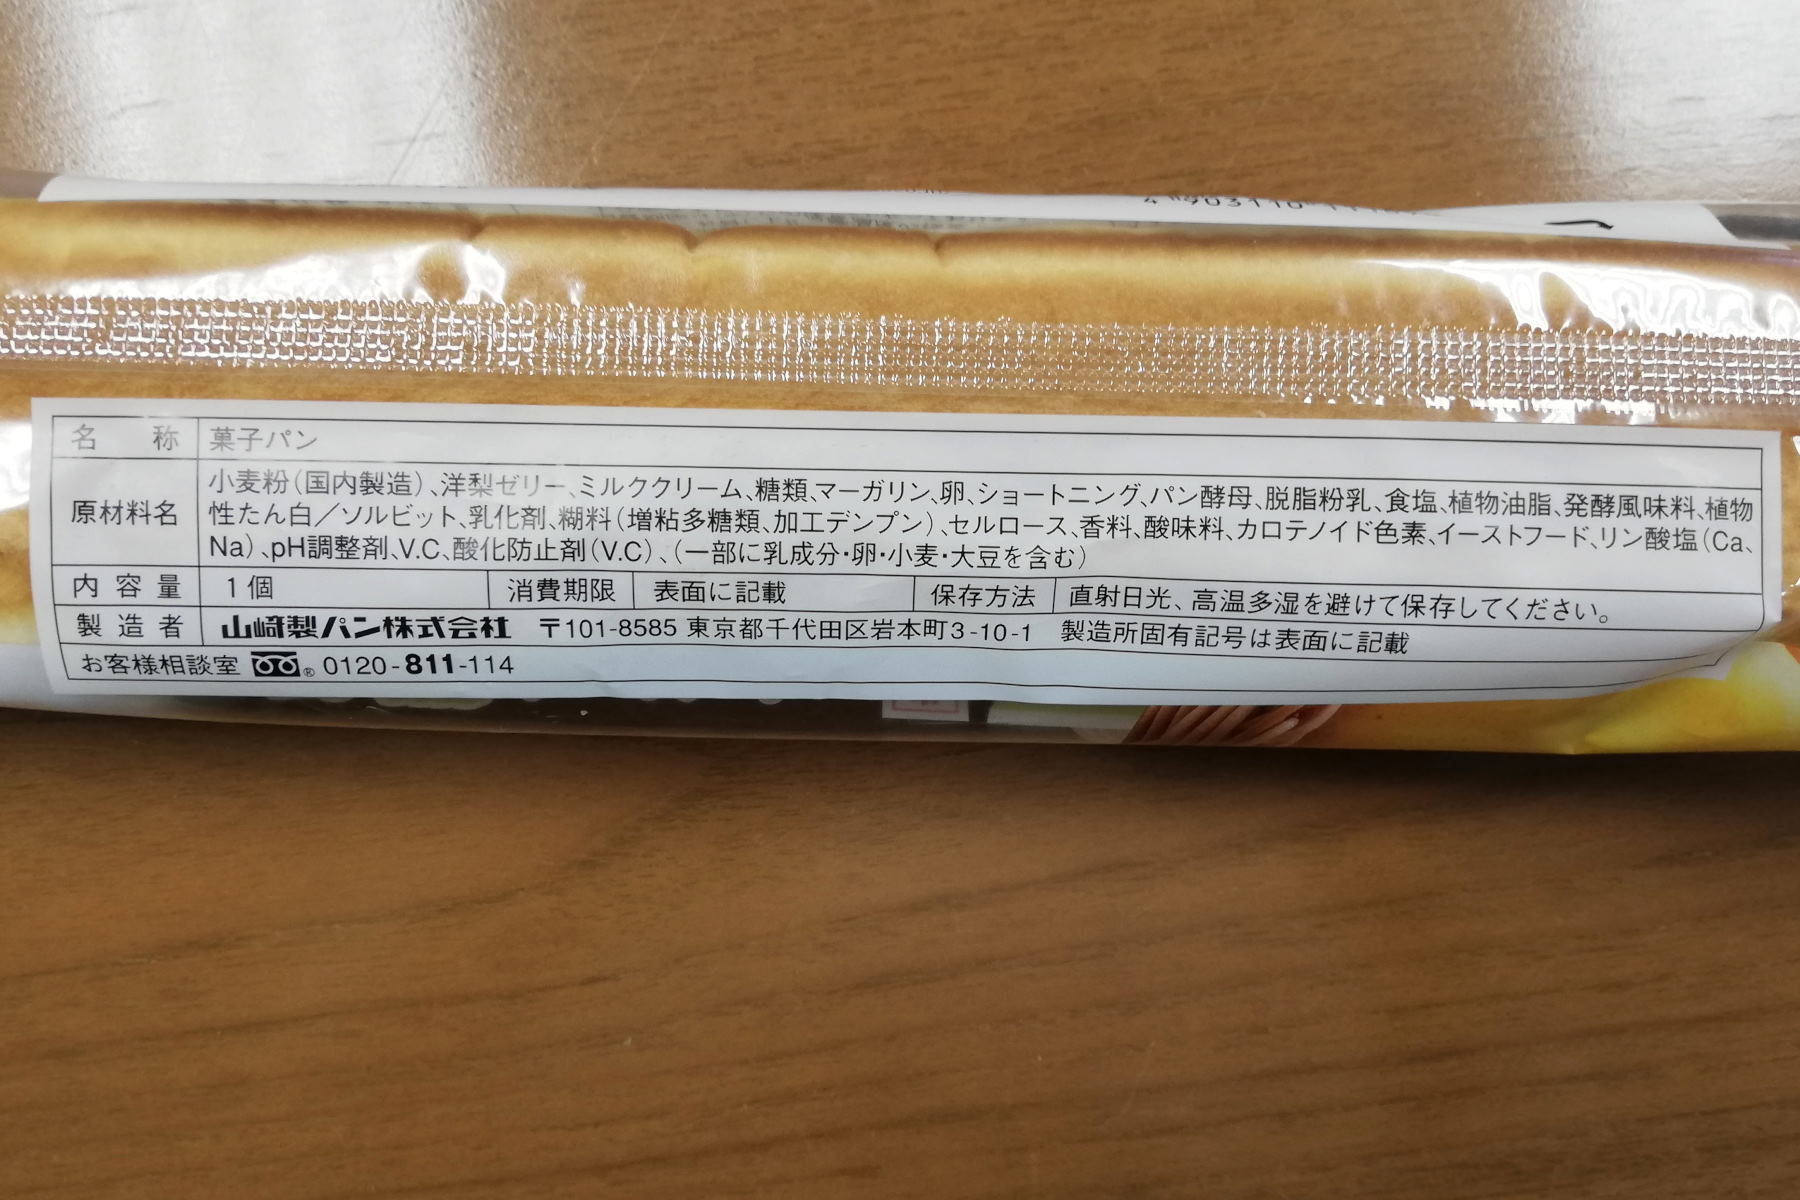 名称 菓子パン
原材料名 小麦粉(国内製造)、洋梨ゼリー、ミルククリーム、糖類、マーガリン、卵、ショートニング、パン酵母、脱脂粉乳、食塩、植物油脂、発酵風味料、植物
性たん白/ソルビット、乳化剤、糊料(増粘多糖類、加工デンプン)、セルロース、香料、酸味料、カロテノイド色素、イーストフード、リン酸塩(Ca、
Na)、pH調整剤、V.C、酸化防止剤(V.C)、(一部に乳成分・卵・小麦・大豆を含む)
内容量 1個 消費期限 表面に記載 保存方法 直射日光、高温多湿を避けて保存してください。
製造者 山崎製パン株式会社 〒101-8585 東京都千代田区岩本町3-10-1 製造所固有記号は表面に記載
お客様相談室 ® 0120-811-114